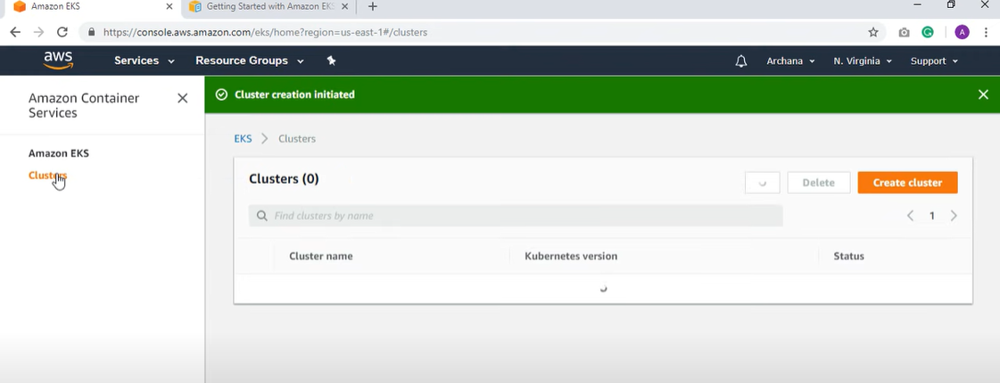 Amazon EKS
Getting Started with Amazon EKS
https://console.aws.amazon.com/eks/home?region=us-east-1#/clusters
A
aws
Services
Resource Groups
Archana
N. Virginia
Support
Amazon Container
Services
Amazon EKS
Clusters
Cluster creation initiated
EKS
Clusters
Clusters (0)
Delete
Create cluster
Find clusters by name
1
Cluster name
Kubernetes version
Status